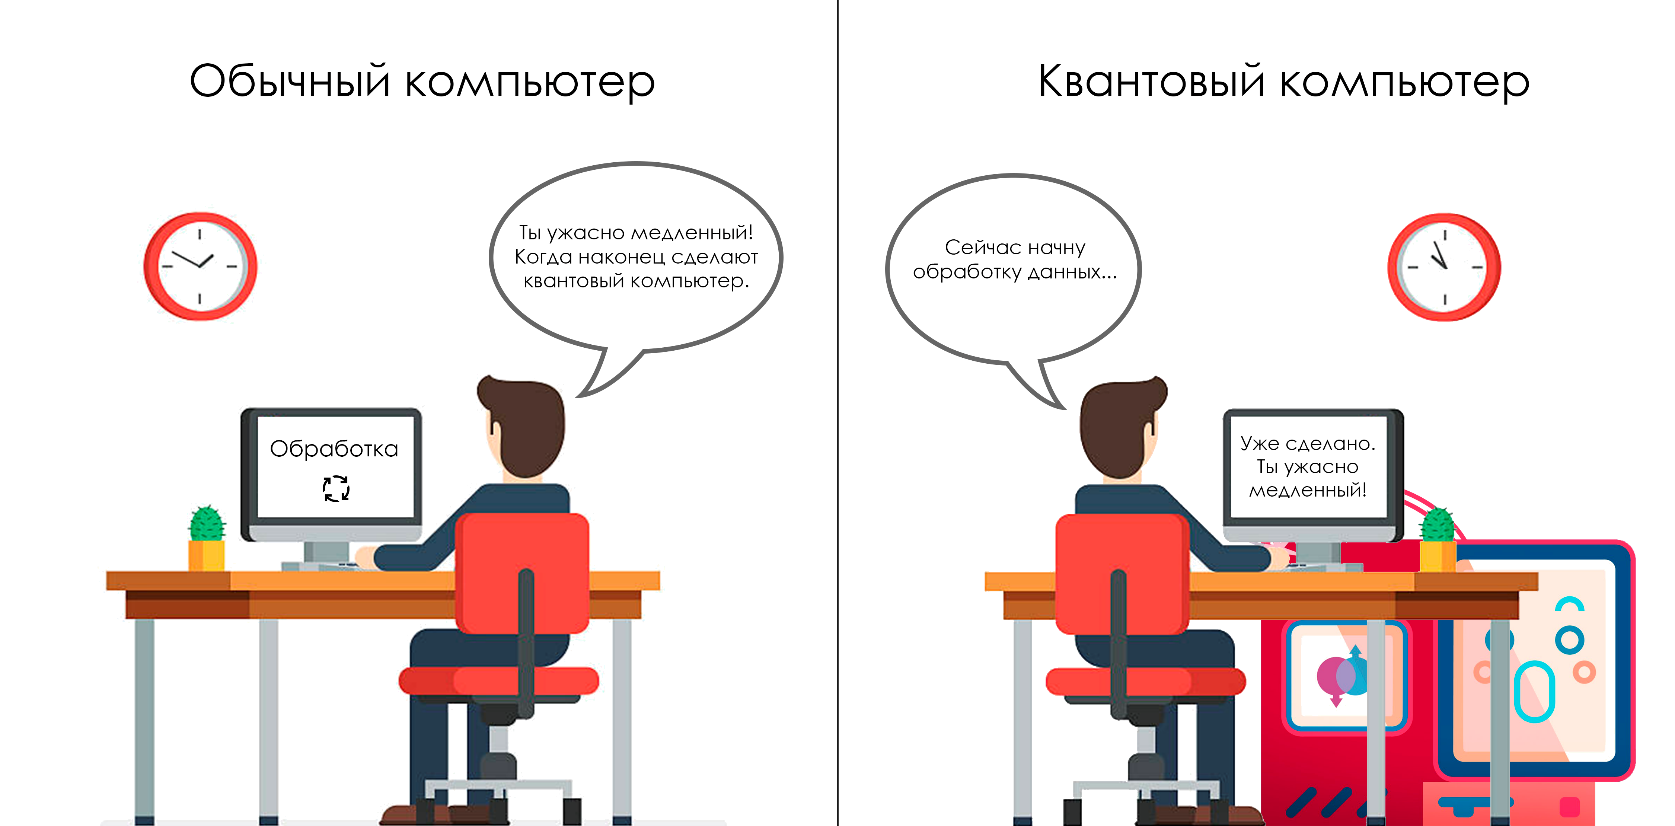 Обычный компьютер
Ты ужасно медленный!
Когда наконец сделают
квантовый компьютер.
Обработка
Квантовый компьютер
Сейчас начну
обработку данных...
Уже сделано.
Ты ужасно
медленный!